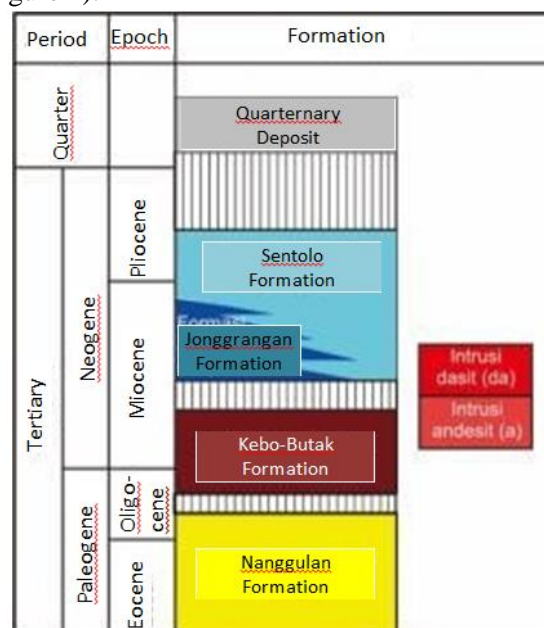 gure 2).
Period Epoch Formation
Quarter
Quarternary
Deposit
Tertiary
Neogene
Pliocene
Sentolo
Formation
Miocene
Jonggrangan
Formation
Intrusi
dasit (da)
Intrusi
andesit (a)
Kebo-Butak
Formation
Paleogene
Oligo-
cene
Nanggulan
Formation
Eocene